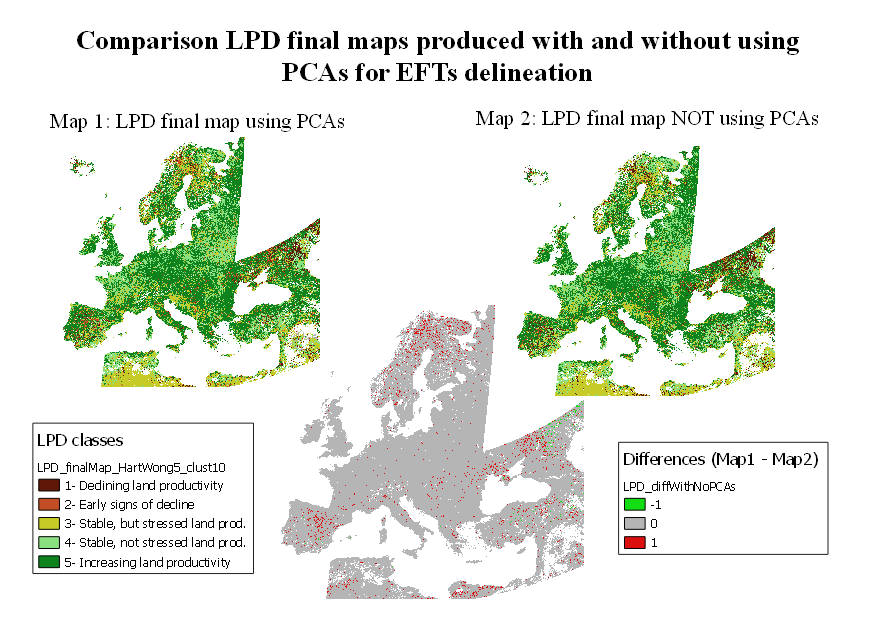 Comparison LPD final maps produced with and without using
PCAs for EFTs delineation
Map 1: LPD final map using PCAs
Map 2: LPD final map NOT using PCAs
LPD classes
LPD_finalMap_HartWong5_clust10
1- Declining land productivity
2- Early signs of decline
3- Stable, but stressed land prod.
4- Stable, not stressed land prod.
5- Increasing land productivity
Differences (Map1 - Map2)
LPD_diffWithNoPCAs
-1
0
1